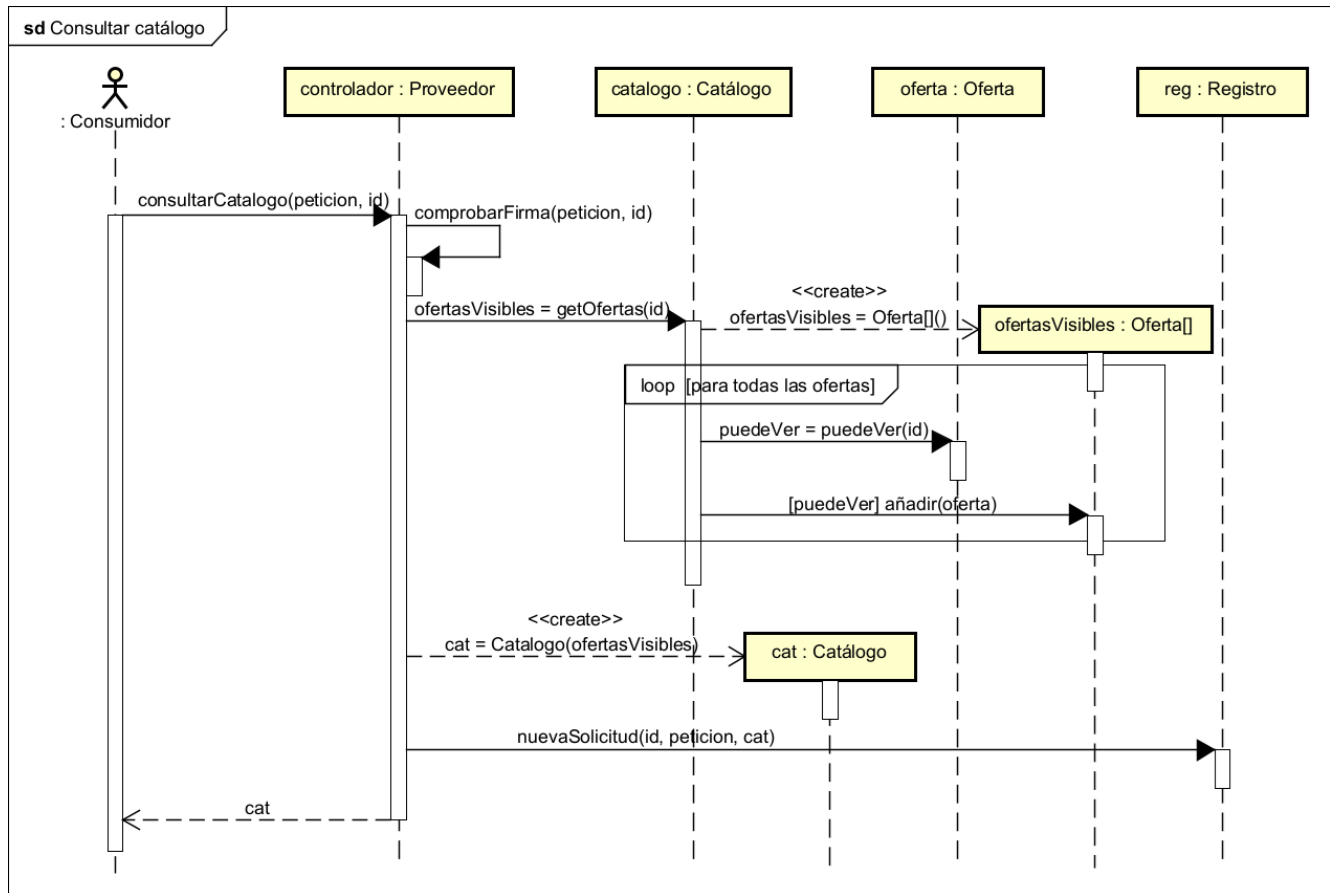 sd Consultar catálogo
: Consumidor
controlador : Proveedor
catalogo : Catálogo
oferta : Oferta
reg : Registro
consultarCatalogo(peticion, id)
comprobarFirma(peticion, id)
ofertasVisibles = getOfertas(id)
<<create>>
ofertasVisibles = Oferta[]()
ofertasVisibles : Oferta[]
loop [para todas las ofertas]
puedeVer = puedeVer(id)
[puedeVer] añadir(oferta)
<<create>>
cat = Catalogo(ofertasVisibles)
cat : Catálogo
nuevaSolicitud(id, peticion, cat)
cat